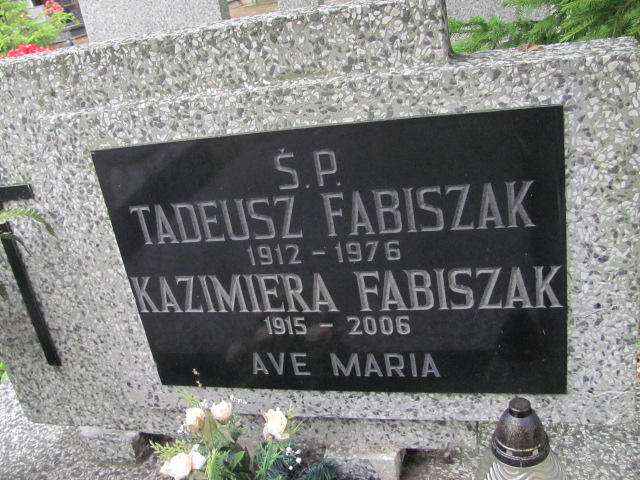 Ś.P.
TADEUSZ FABISZAK
1912 - 1976
KAZIMIERA FABISZAK
1915 - 2006
AVE MARIA